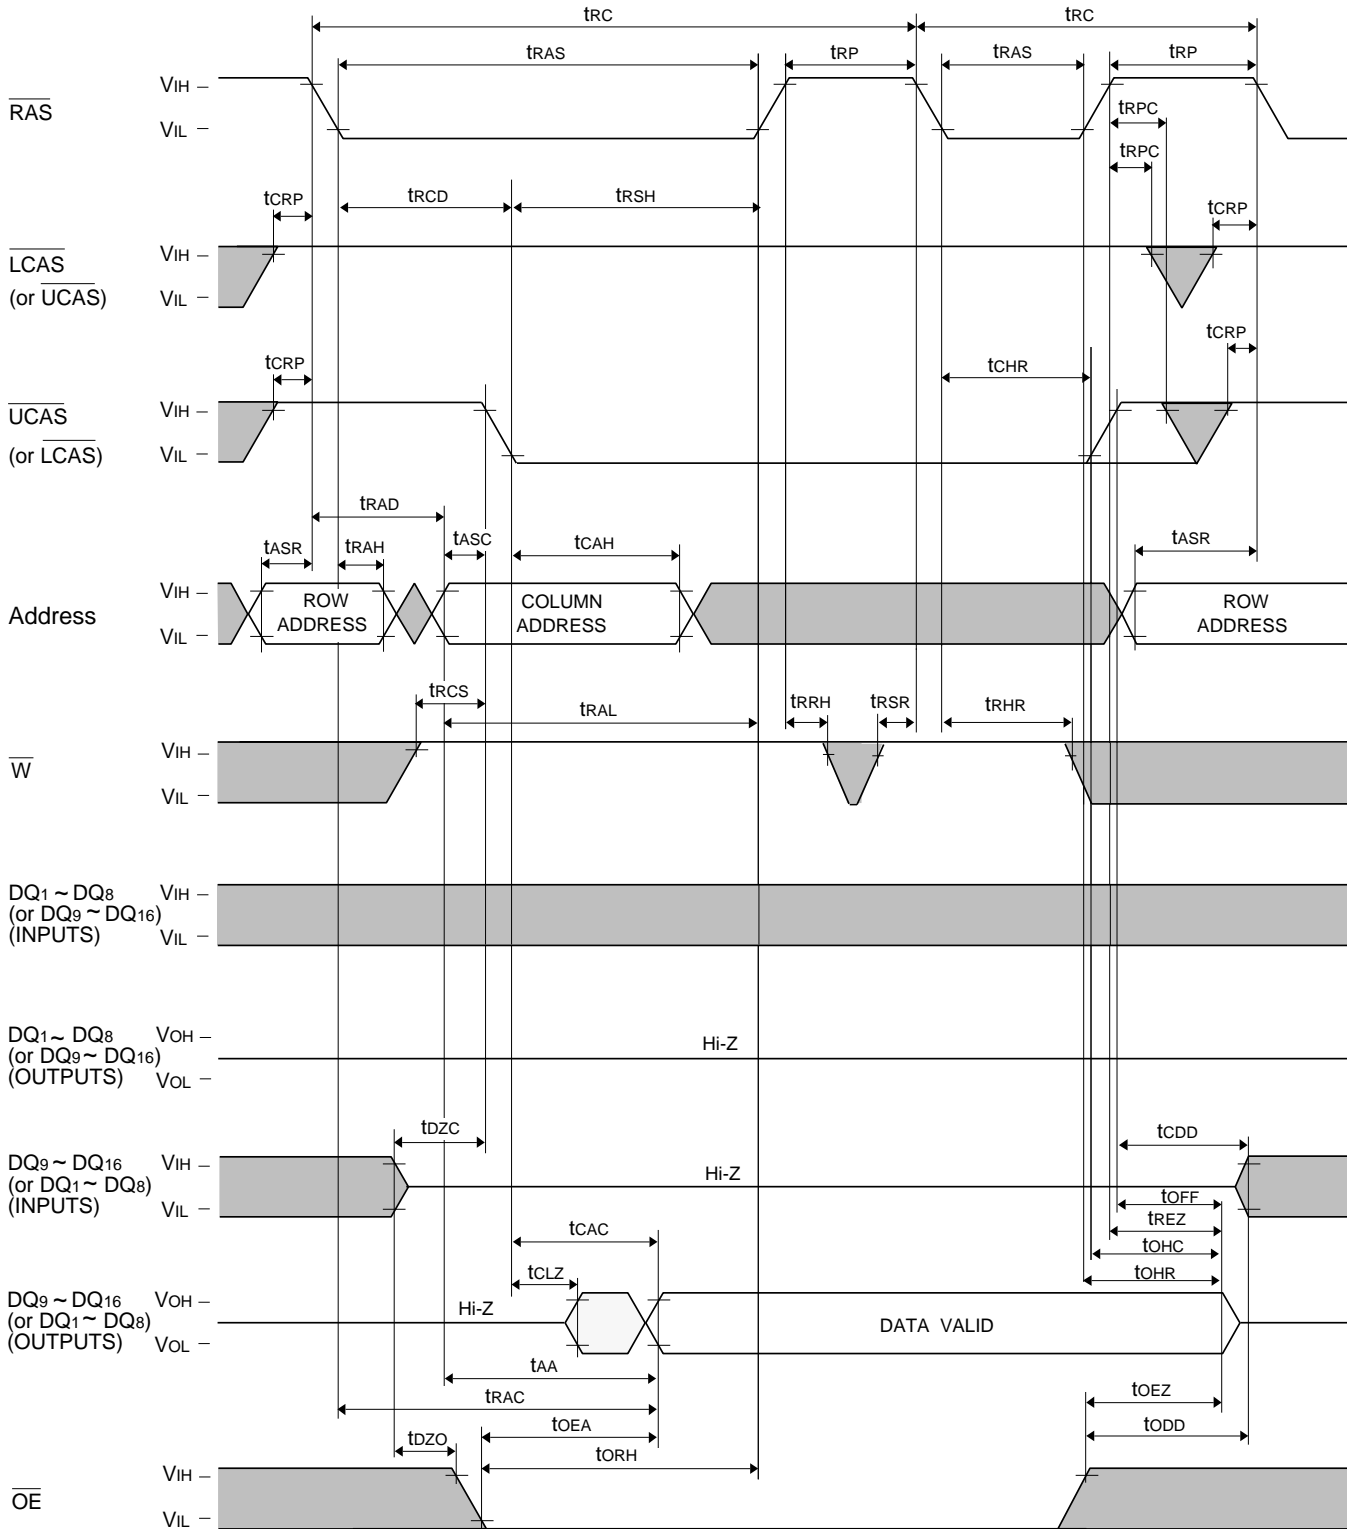 tRC tRC
tRAS tRP tRAS tRP
VIH
RAS
VIL
tRPC
tRPC
tCRP tRCD tRSH tCRP
VIH
LCAS
(or UCAS) VIL
tCRP tCHR tCRP
VIH
UCAS
(or LCAS) VIL
tRAD
tASR tRAH tASC tCAH tASR
VIH
Address
VIL
ROW ADDRESS
COLUMN ADDRESS
ROW ADDRESS
tRCS tRAL tRRH tRSR tRHR
VIH
W
VIL
DQ1 ~ DQ8 VIH
(or DQ9 ~ DQ16)
(INPUTS) VIL
DQ1 ~ DQ8 VOH
(or DQ9 ~ DQ16) Hi-Z
(OUTPUTS) VOL
tDZC tCDD
DQ9 ~ DQ16 VIH
(or DQ1 ~ DQ8) Hi-Z
(INPUTS) VIL
tOFF
tREZ
tCAC tOHC
tCLZ tOHR
DQ9 ~ DQ16 VOH
(or DQ1 ~ DQ8) Hi-Z DATA VALID
(OUTPUTS) VOL
tAA
tRAC tOEZ
tOEA tODD
tDZO tORH
VIH
OE
VIL